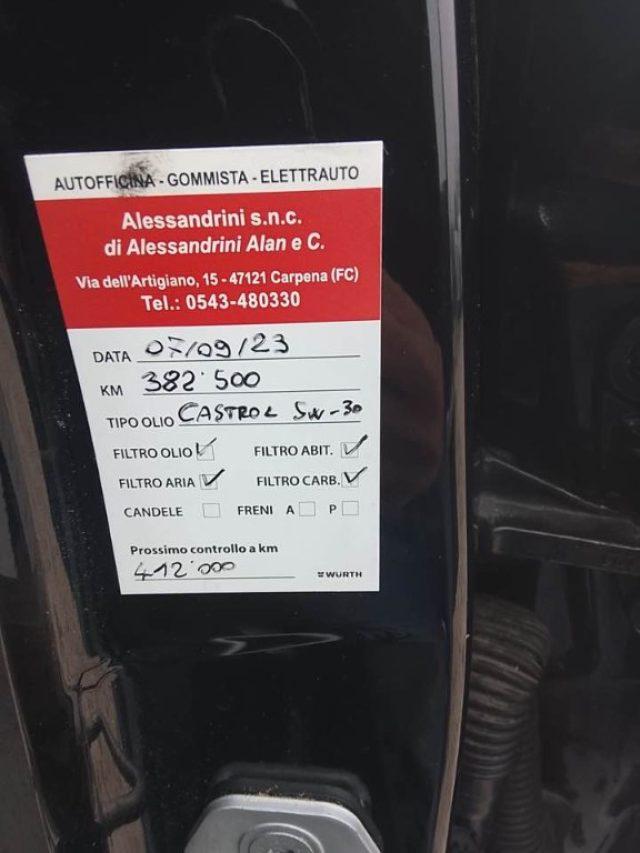 AUTOFFICINA - GOMMISTA - ELETTRAUTO
Alessandrini s.n.c.
di Alessandrini Alan e C.
Via dell'Artigiano, 15 - 47121 Carpena (FC)
Tel.: 0543-480330
DATA 07/09/23
KM 382'500
TIPO OLIO CASTROL 5W-30
FILTRO OLIO FILTRO ABIT.
FILTRO ARIA FILTRO CARB.
CANDELE FRENI A P
Prossimo controllo a km
412'000
WÜRTH